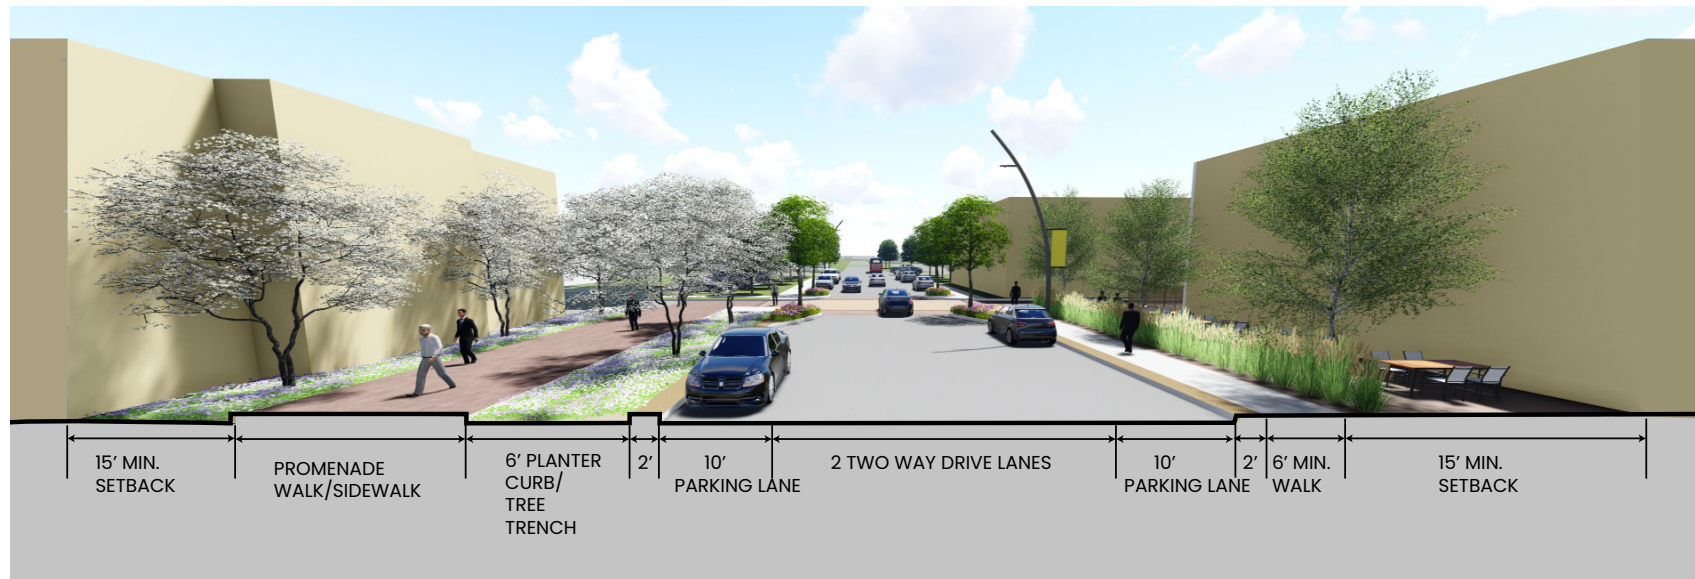 15’ MIN.
SETBACK
PROMENADE
WALK/SIDEWALK
6’ PLANTER
CURB/
TREE
TRENCH
2’
10’
PARKING LANE
2 TWO WAY DRIVE LANES
10’
PARKING LANE
2’
6’ MIN.
WALK
15’ MIN.
SETBACK